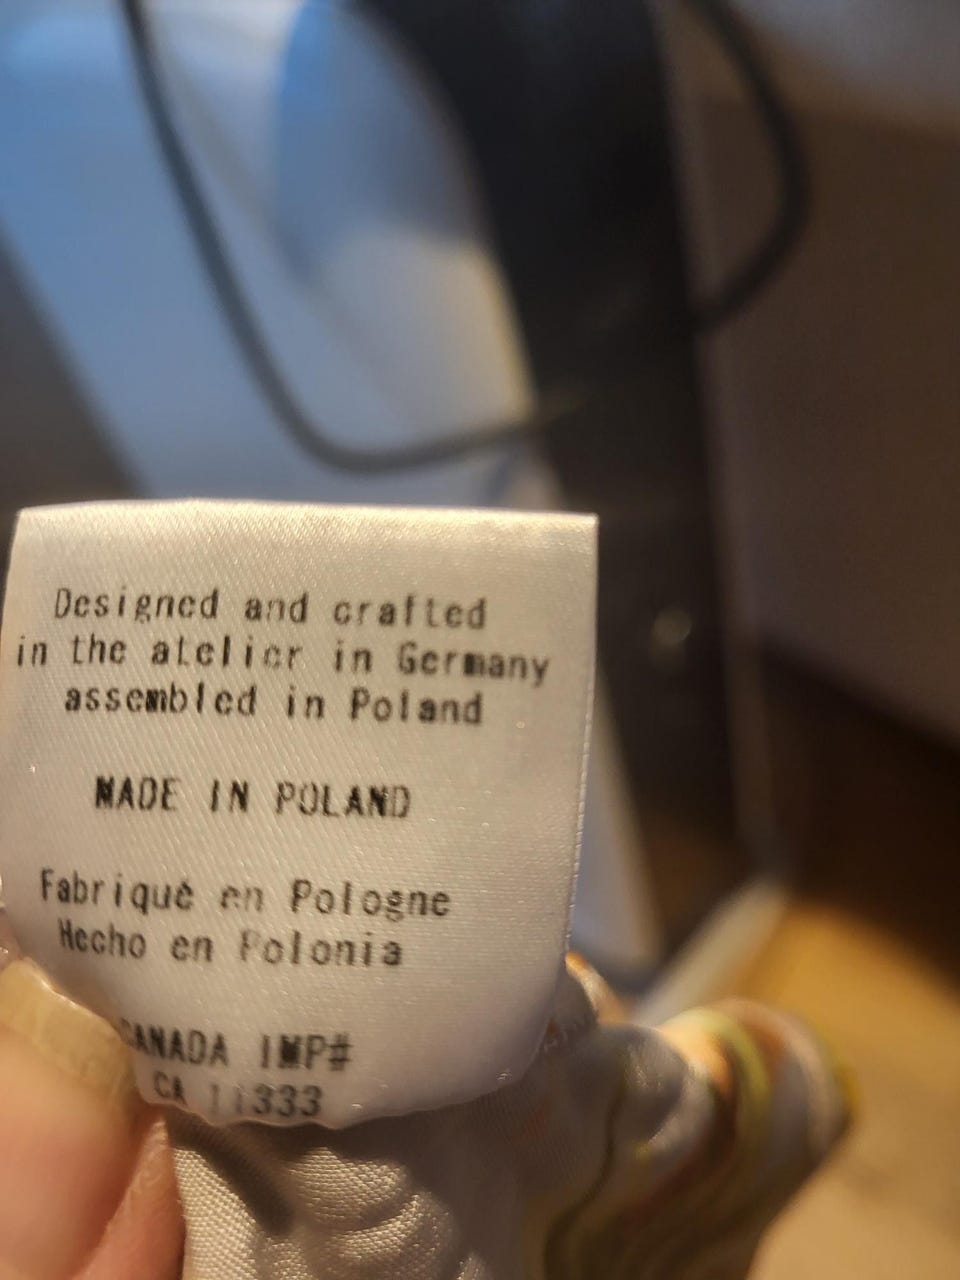 Designed and crafted
in the atelier in Germany
assembled in Poland
MADE IN POLAND
Fabriqué en Pologne
Hecho en Polonia
CANADA IMP#
CA 11333